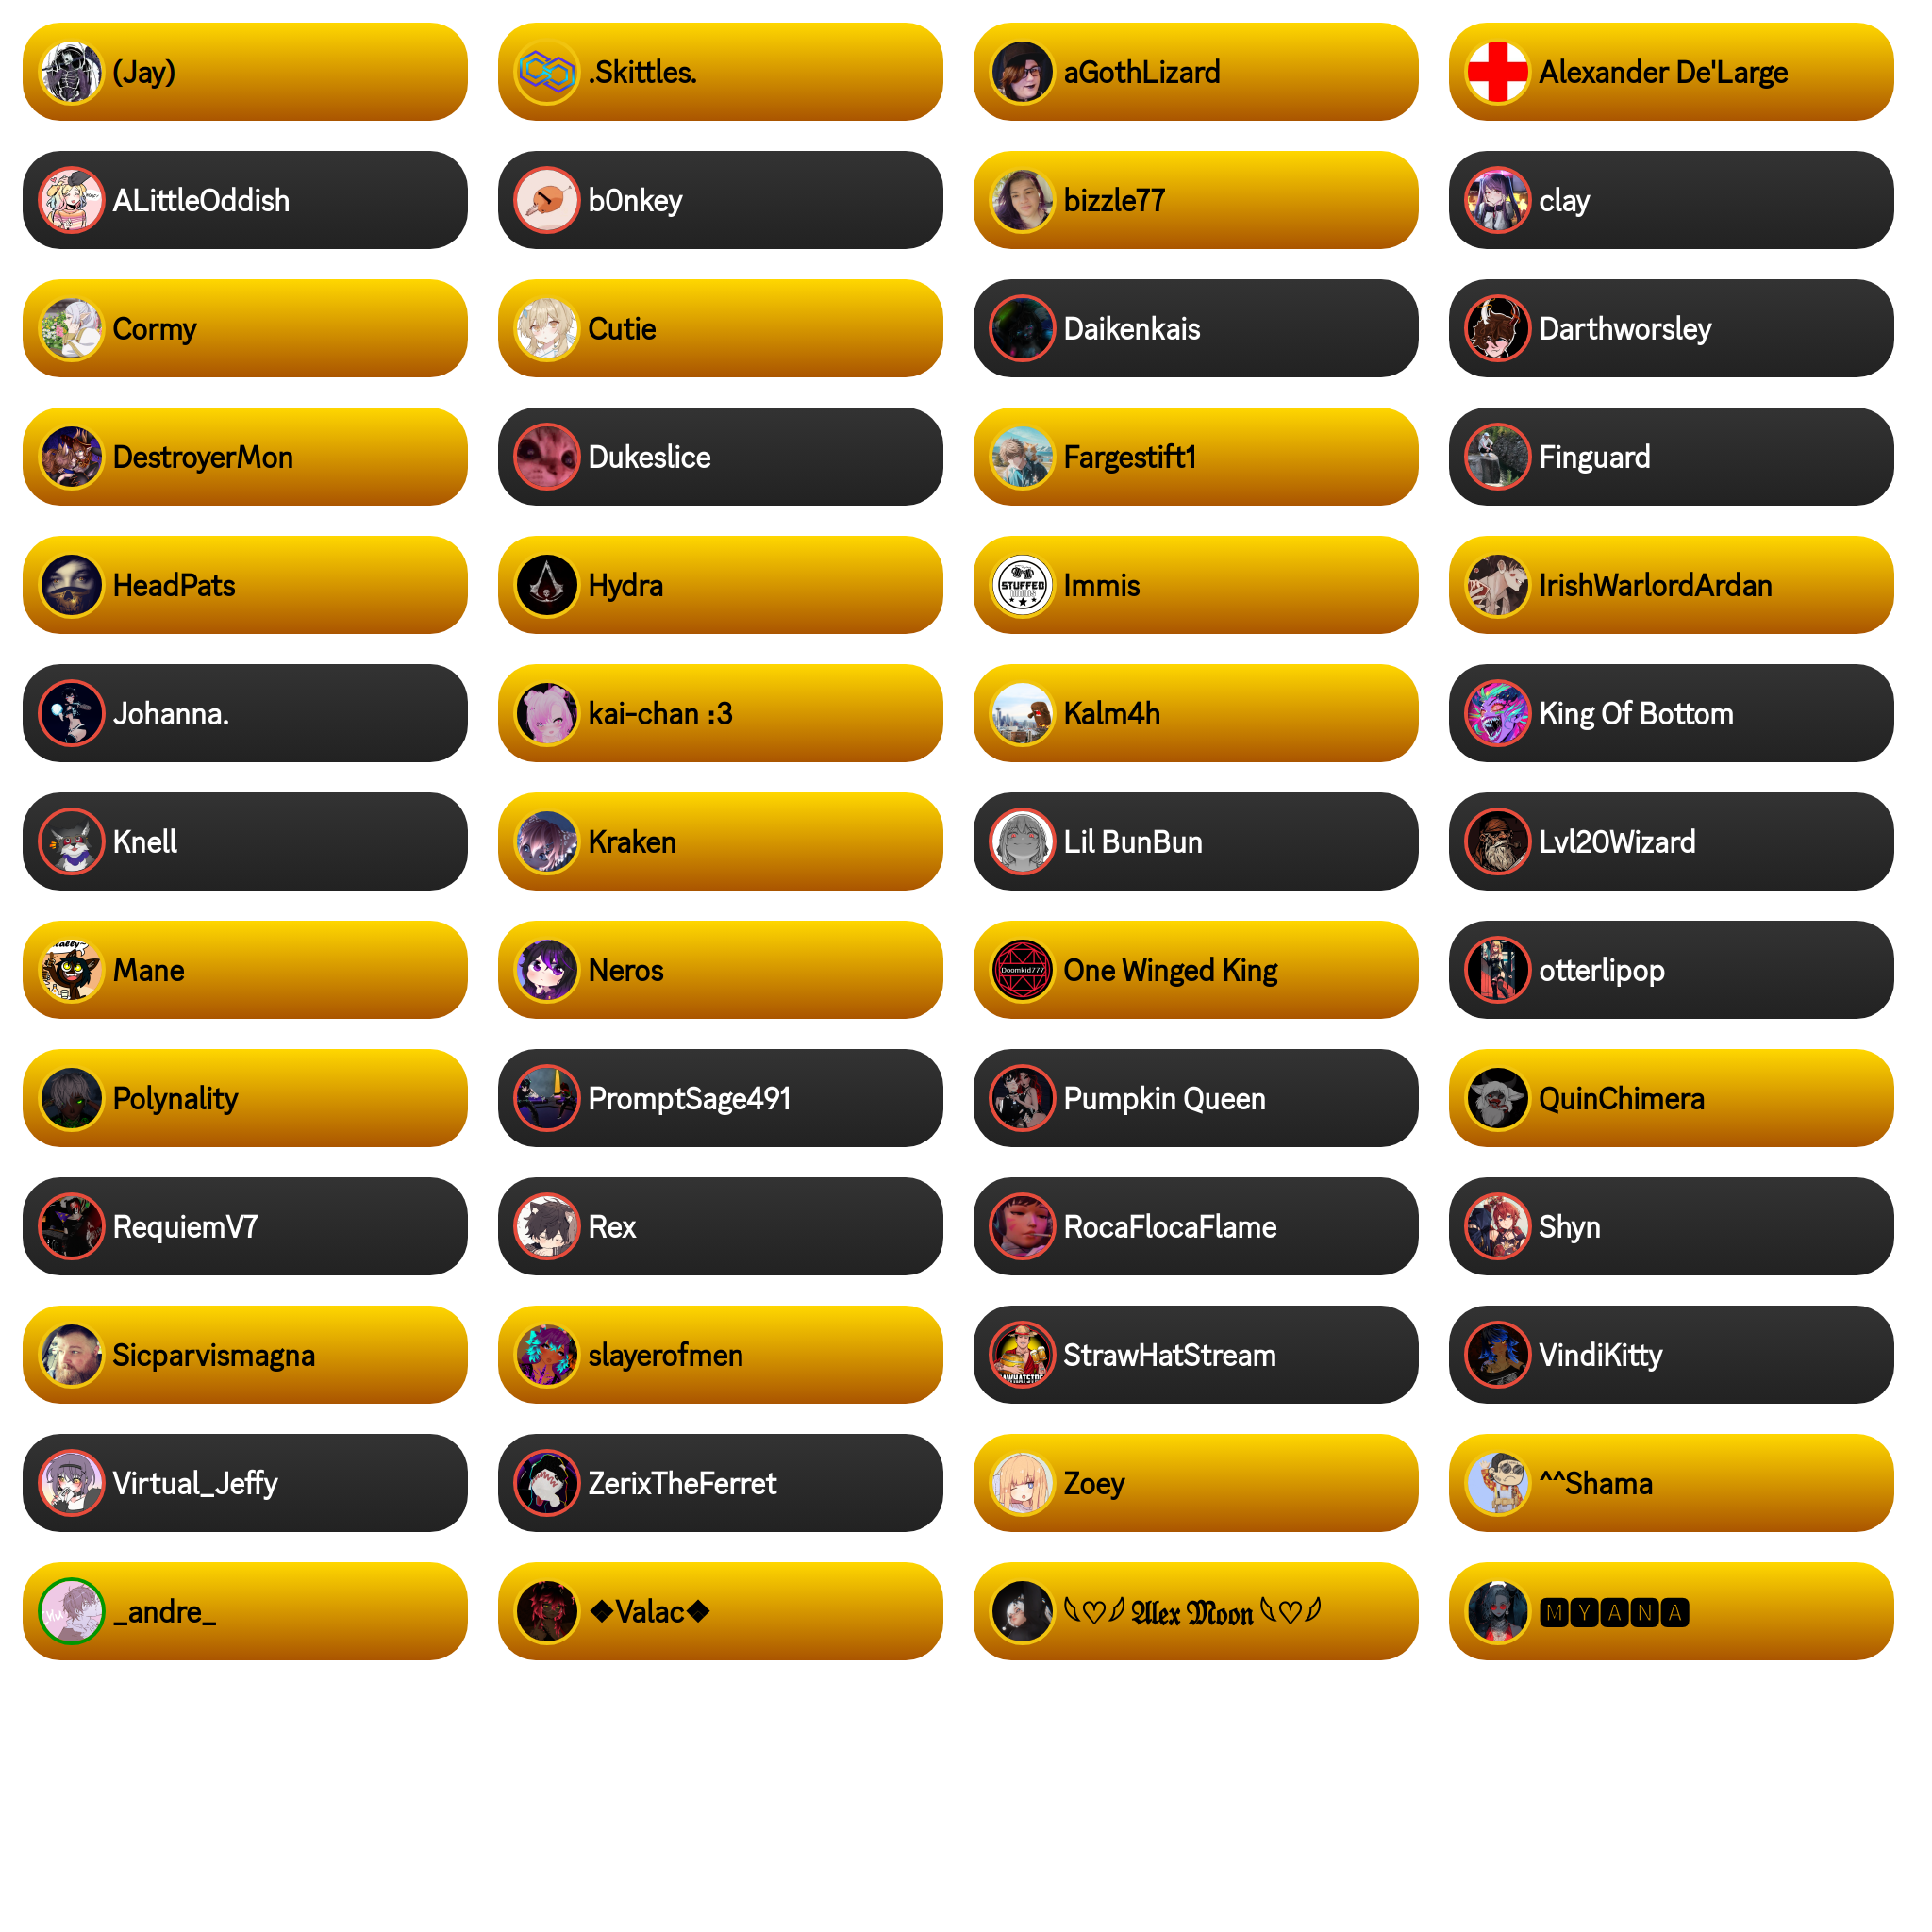 (Jay)
.Skittles.
aGothLizard
Alexander De'Large
ALittleOddish
b0nkey
bizzle77
clay
Cormy
Cutie
Daikenkais
Darthworsley
DestroyerMon
Dukeslice
Fargestift1
Finguard
HeadPats
Hydra
STUFFED
Immis
IrishWarlordArdan
Johanna.
kai-chan :3
Kalm4h
King Of Bottom
Knell
Kraken
Lil BunBun
Lvl20Wizard
Mane
Neros
Doomkid777
One Winged King
otterlipop
Polynality
PromptSage491
Pumpkin Queen
QuinChimera
RequiemV7
Rex
RocaFlocaFlame
Shyn
Sicparvismagna
slayerofmen
StrawHatStream
VindiKitty
Virtual_Jeffy
ZerixTheFerret
Zoey
^^Shama
_andre_
❖Valac❖
𓆩♡𓆪 𝕬𝖑𝖊𝖝 𝕸𝖔𝖔𝖓 𓆩♡𓆪
🅼🆈🅰🅽🅰